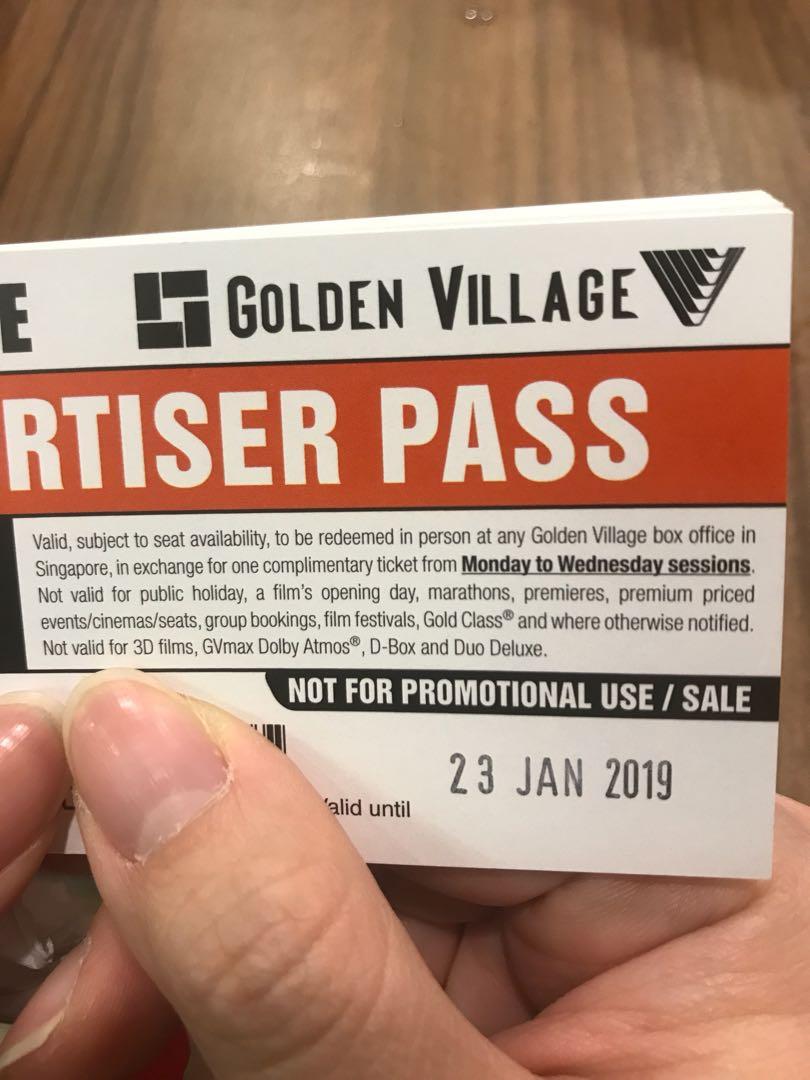 E GOLDEN VILLAGE
RTISER PASS
Valid, subject to seat availability, to be redeemed in person at any Golden Village box office in
Singapore, in exchange for one complimentary ticket from Monday to Wednesday sessions.
Not valid for public holiday, a film's opening day, marathons, premieres, premium priced
events/cinemas/seats, group bookings, film festivals, Gold Class® and where otherwise notified.
Not valid for 3D films, GVmax Dolby Atmos®, D-Box and Duo Deluxe.
NOT FOR PROMOTIONAL USE / SALE
23 JAN 2019
alid until